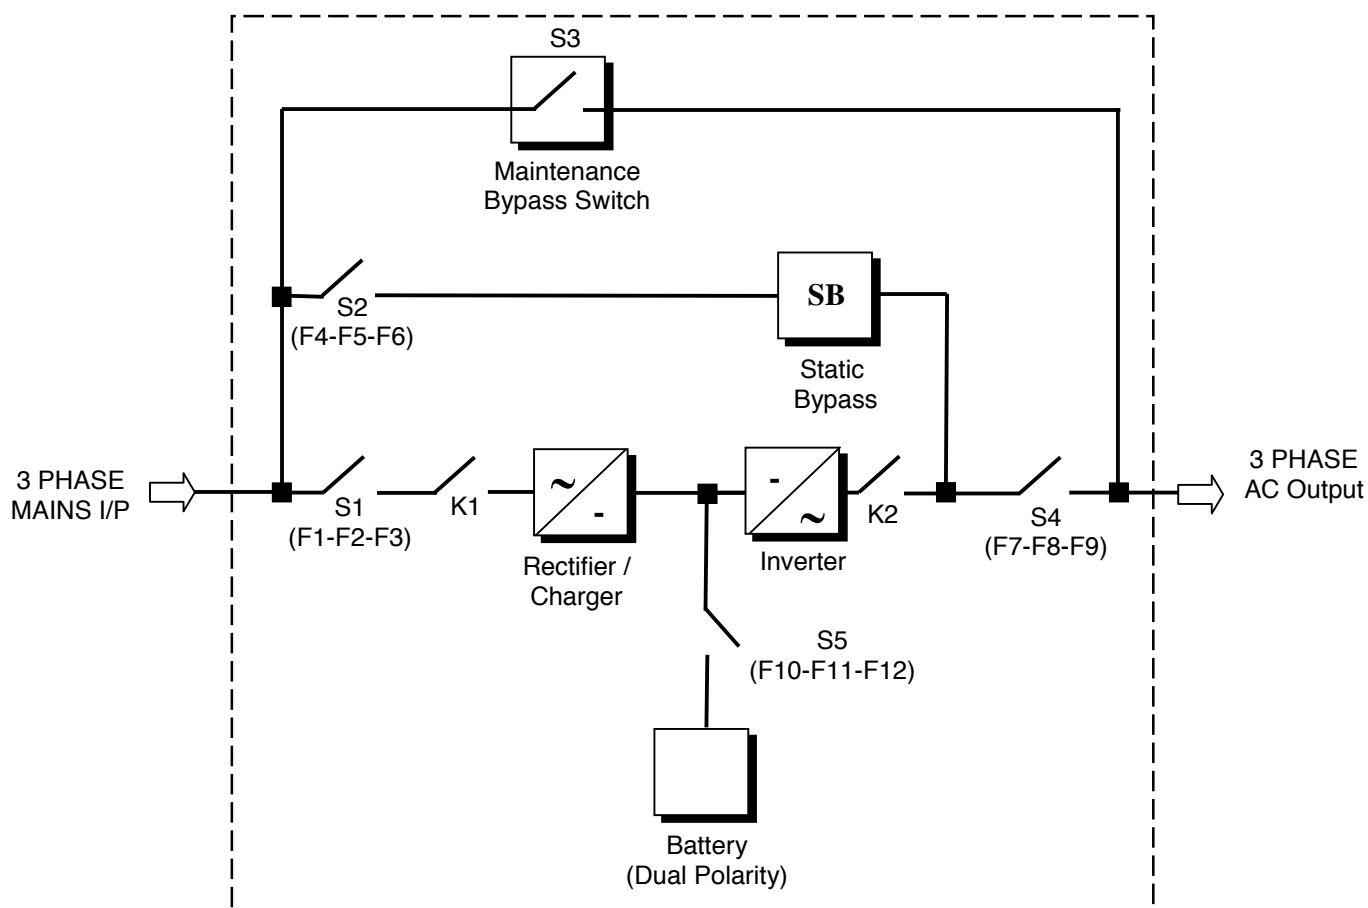 S3
Maintenance
Bypass Switch
S2
(F4-F5-F6)
SB
Static
Bypass
3 PHASE
MAINS I/P
S1
(F1-F2-F3)
K1
~
-
Rectifier /
Charger
-
~
Inverter
K2
S4
(F7-F8-F9)
3 PHASE
AC Output
S5
(F10-F11-F12)
Battery
(Dual Polarity)